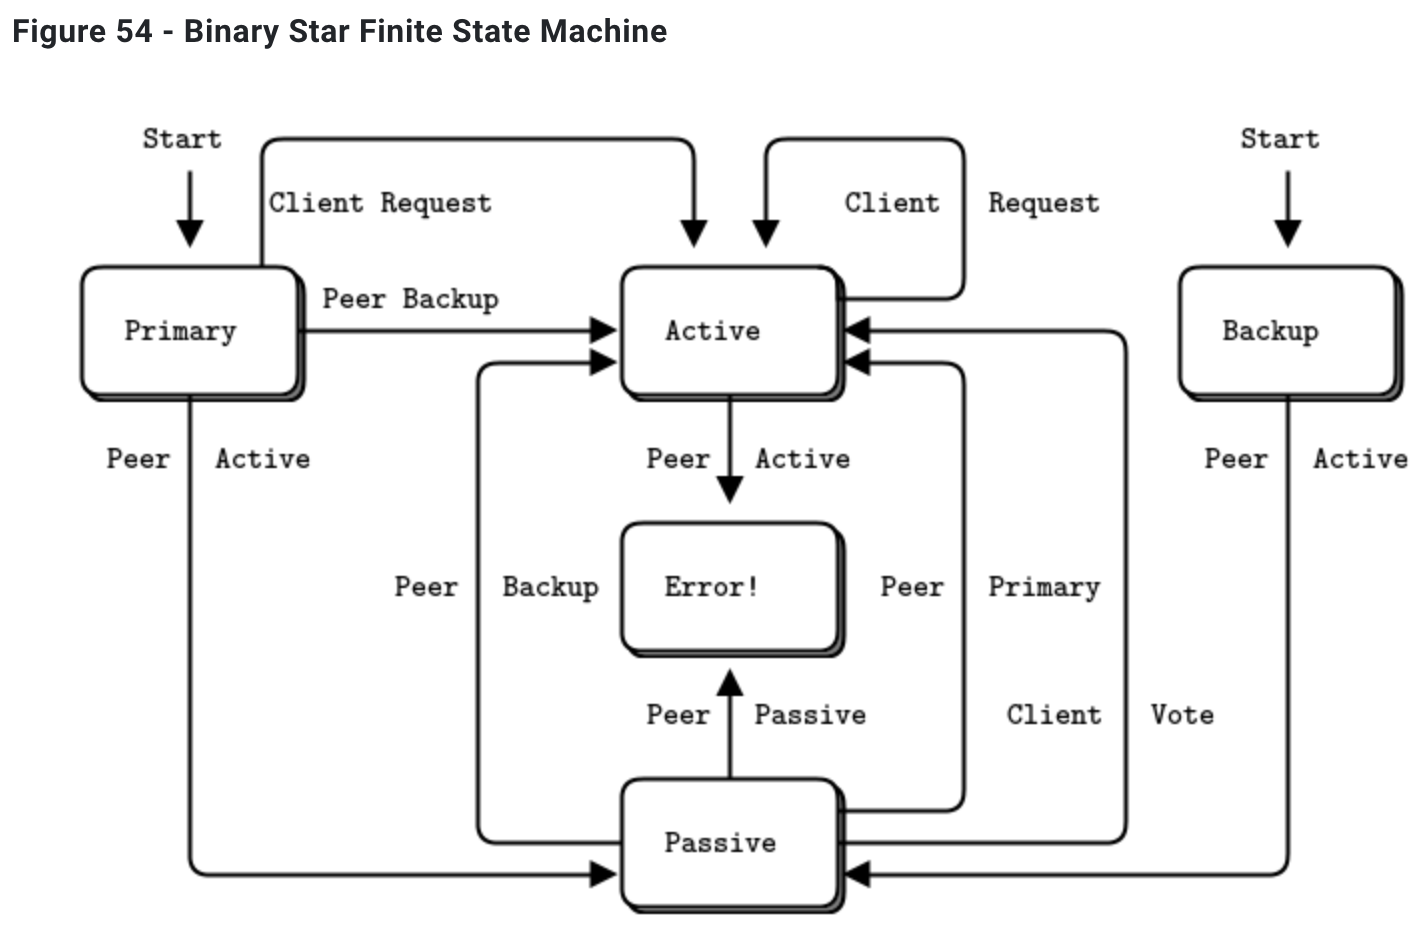 Figure 54 - Binary Star Finite State Machine
Start
Start
Client Request
Client Request
Peer Backup
Primary
Active
Backup
Peer Active
Peer Active
Peer Active
Peer Backup
Error!
Peer Primary
Peer Passive
Client Vote
Passive